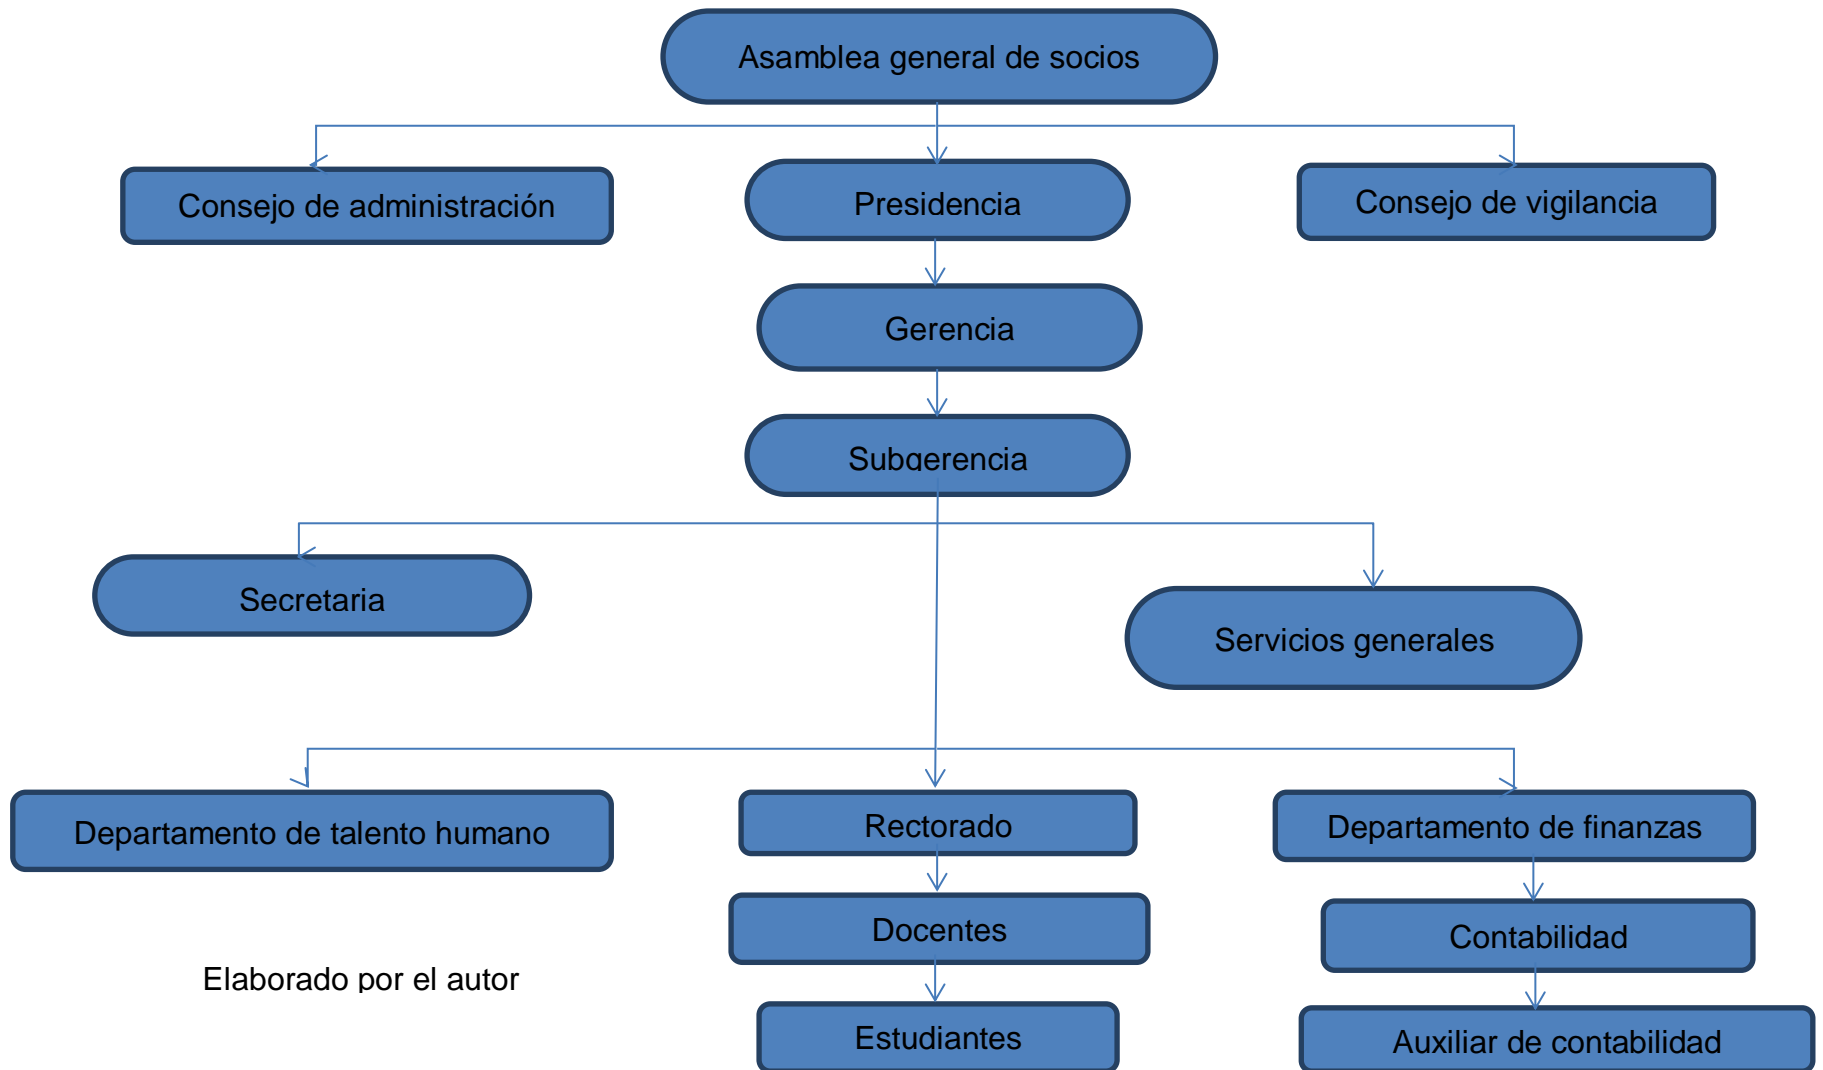 Asamblea general de socios
Consejo de administración
Presidencia
Consejo de vigilancia
Gerencia
Subgerencia
Secretaria
Servicios generales
Departamento de talento humano
Rectorado
Departamento de finanzas
Docentes
Contabilidad
Elaborado por el autor
Estudiantes
Auxiliar de contabilidad